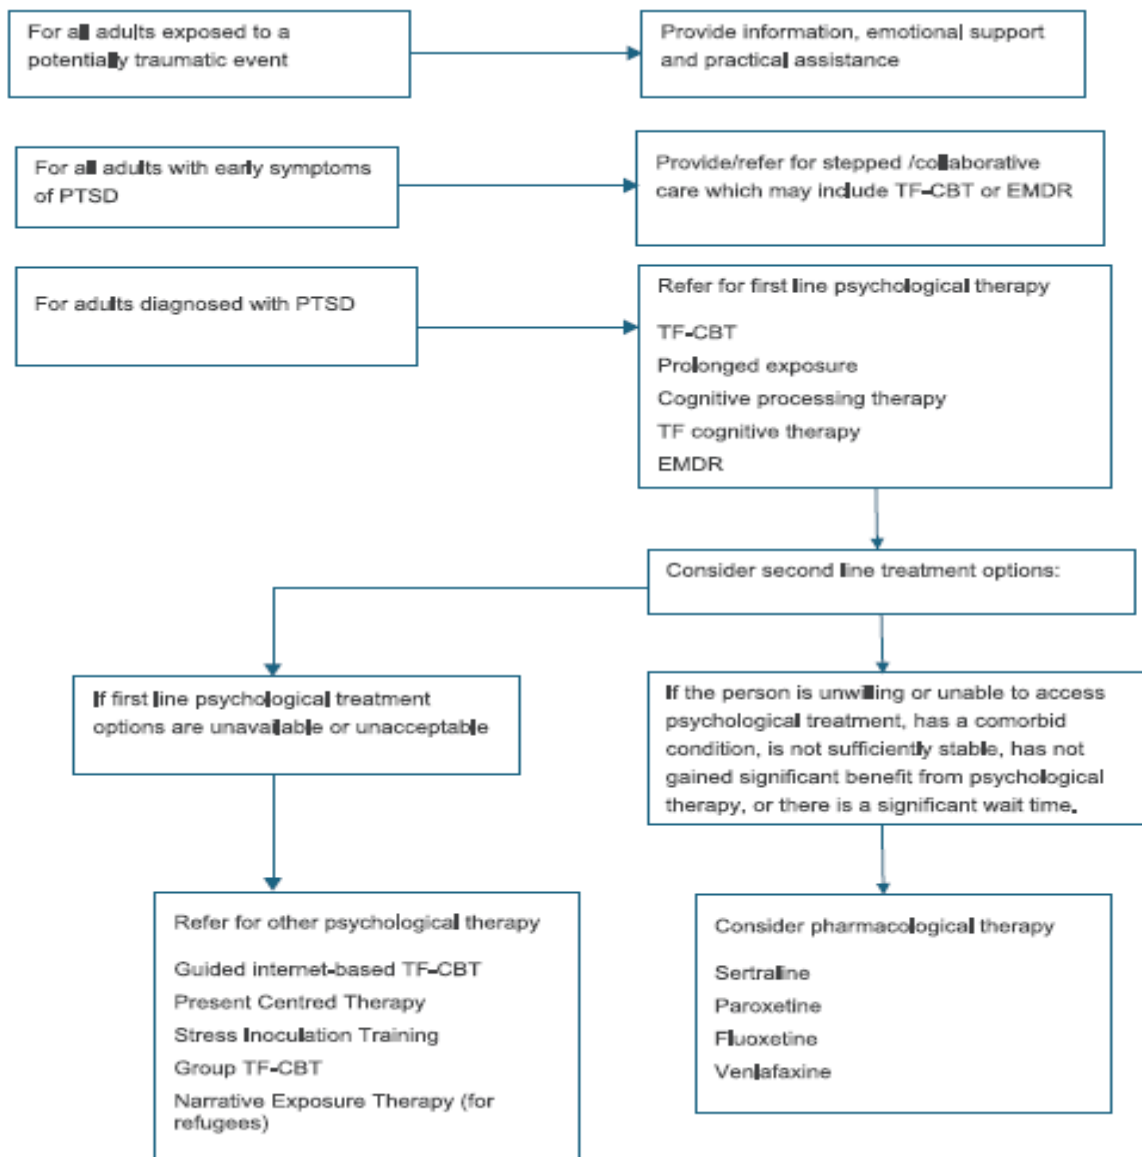 For all adults exposed to a
potentially traumatic event
Provide information, emotional support
and practical assistance
For all adults with early symptoms
of PTSD
Provide/refer for stepped /collaborative
care which may include TF-CBT or EMDR
For adults diagnosed with PTSD
Refer for first line psychological therapy
TF-CBT
Prolonged exposure
Cognitive processing therapy
TF cognitive therapy
EMDR
Consider second line treatment options:
If first line psychological treatment
options are unavailable or unacceptable
If the person is unwilling or unable to access
psychological treatment, has a comorbid
condition, is not sufficiently stable, has not
gained significant benefit from psychological
therapy, or there is a significant wait time.
Refer for other psychological therapy
Guided internet-based TF-CBT
Present Centred Therapy
Stress Inoculation Training
Group TF-CBT
Narrative Exposure Therapy (for
refugees)
Consider pharmacological therapy
Sertraline
Paroxetine
Fluoxetine
Venlafaxine